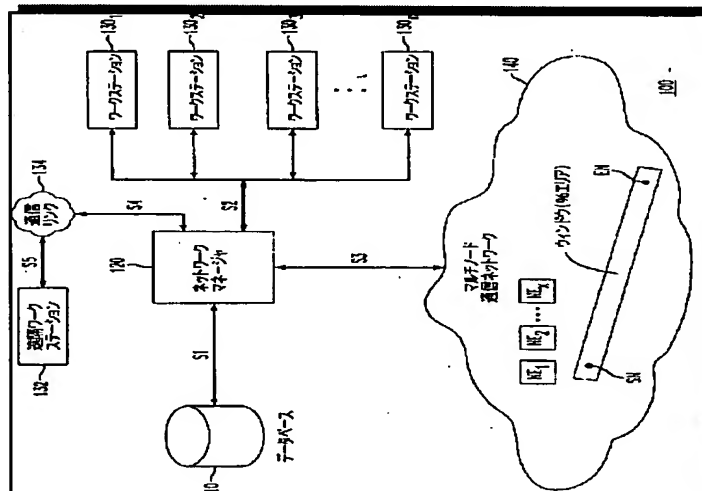 130₁
ワークステーション
130₂
ワークステーション
130₃
ワークステーション
130ₙ
ワークステーション
134
通信
リンク
S4
S5
遠隔ワーク
ステーション
132
S2
120
ネットワーク
マネージャ
S1
データベース
10
S3
140
マルチノード
通信ネットワーク
NE₁
NE₂
...
NEₓ
ウィンドウ(%エリア)
SN
EN
100